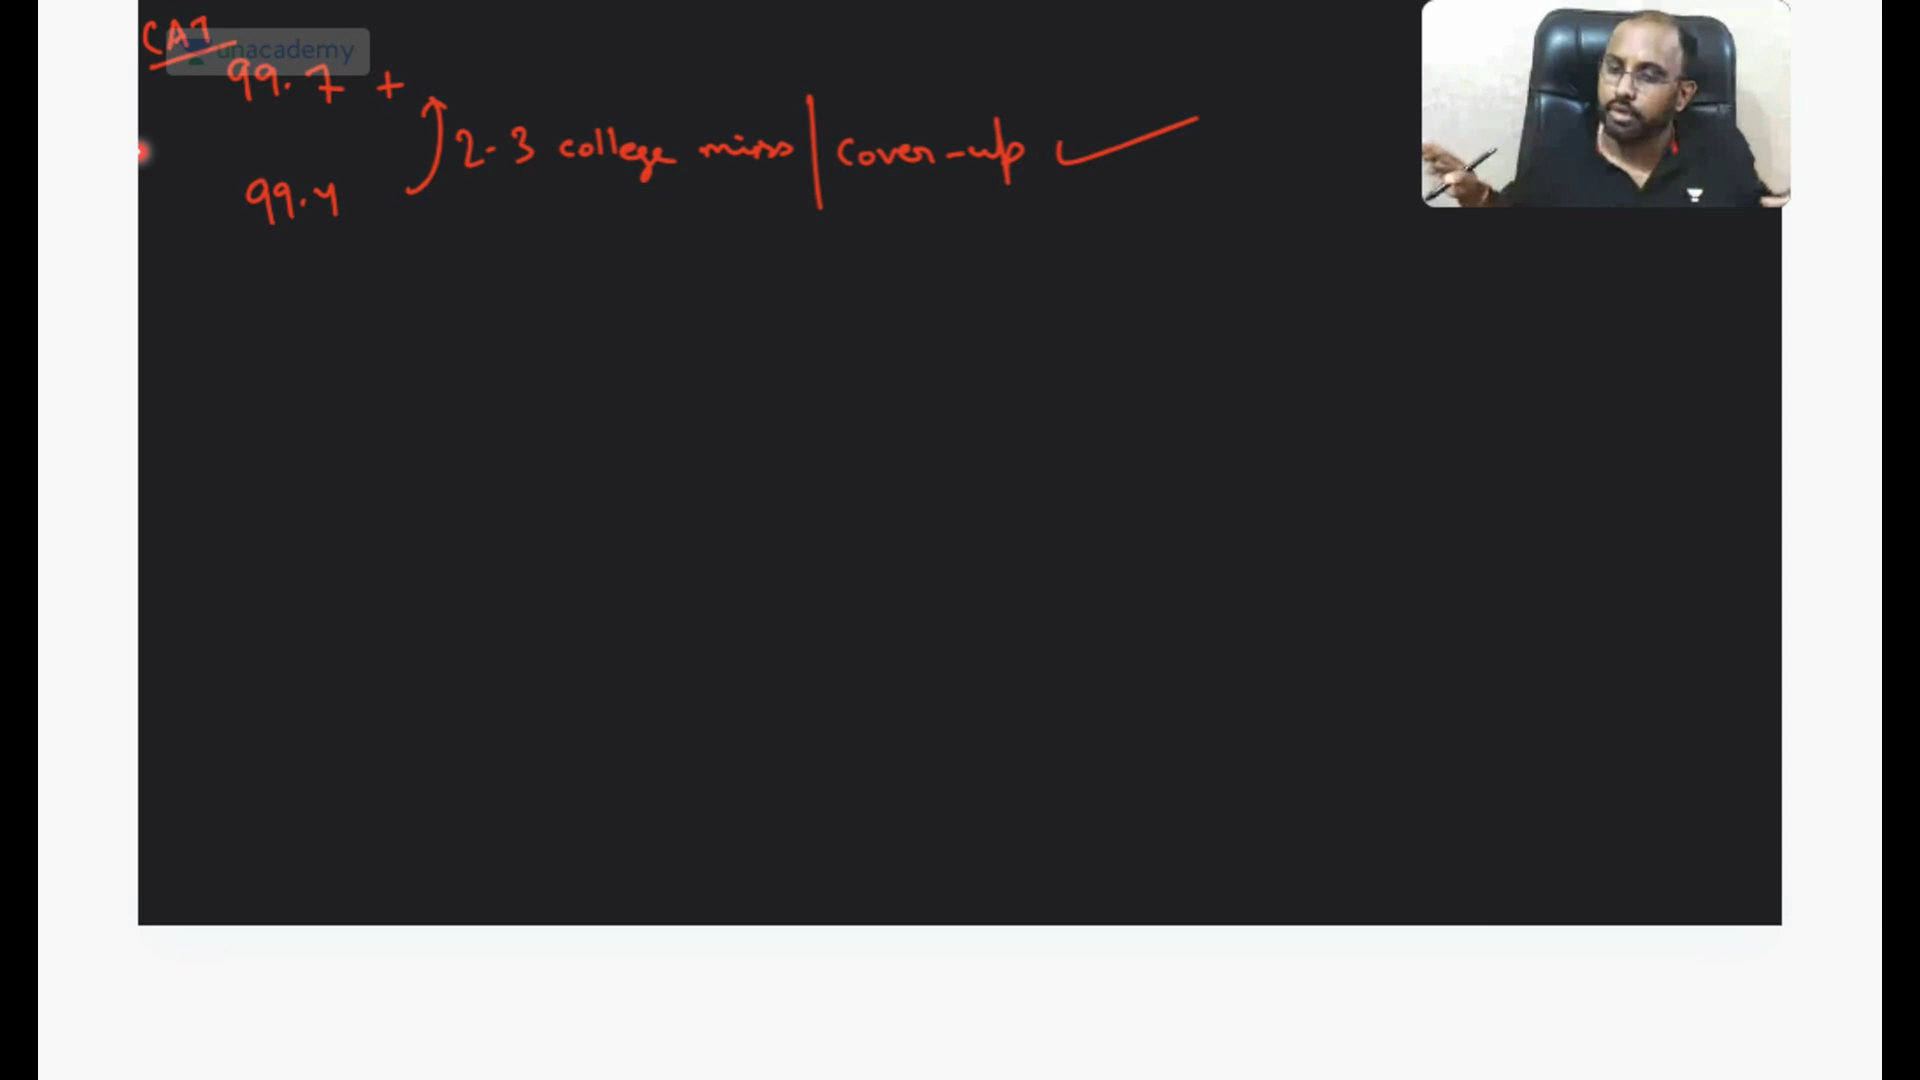 CAT
unacademy
99.7 +
2-3 college miss | cover-up ✓
99.4